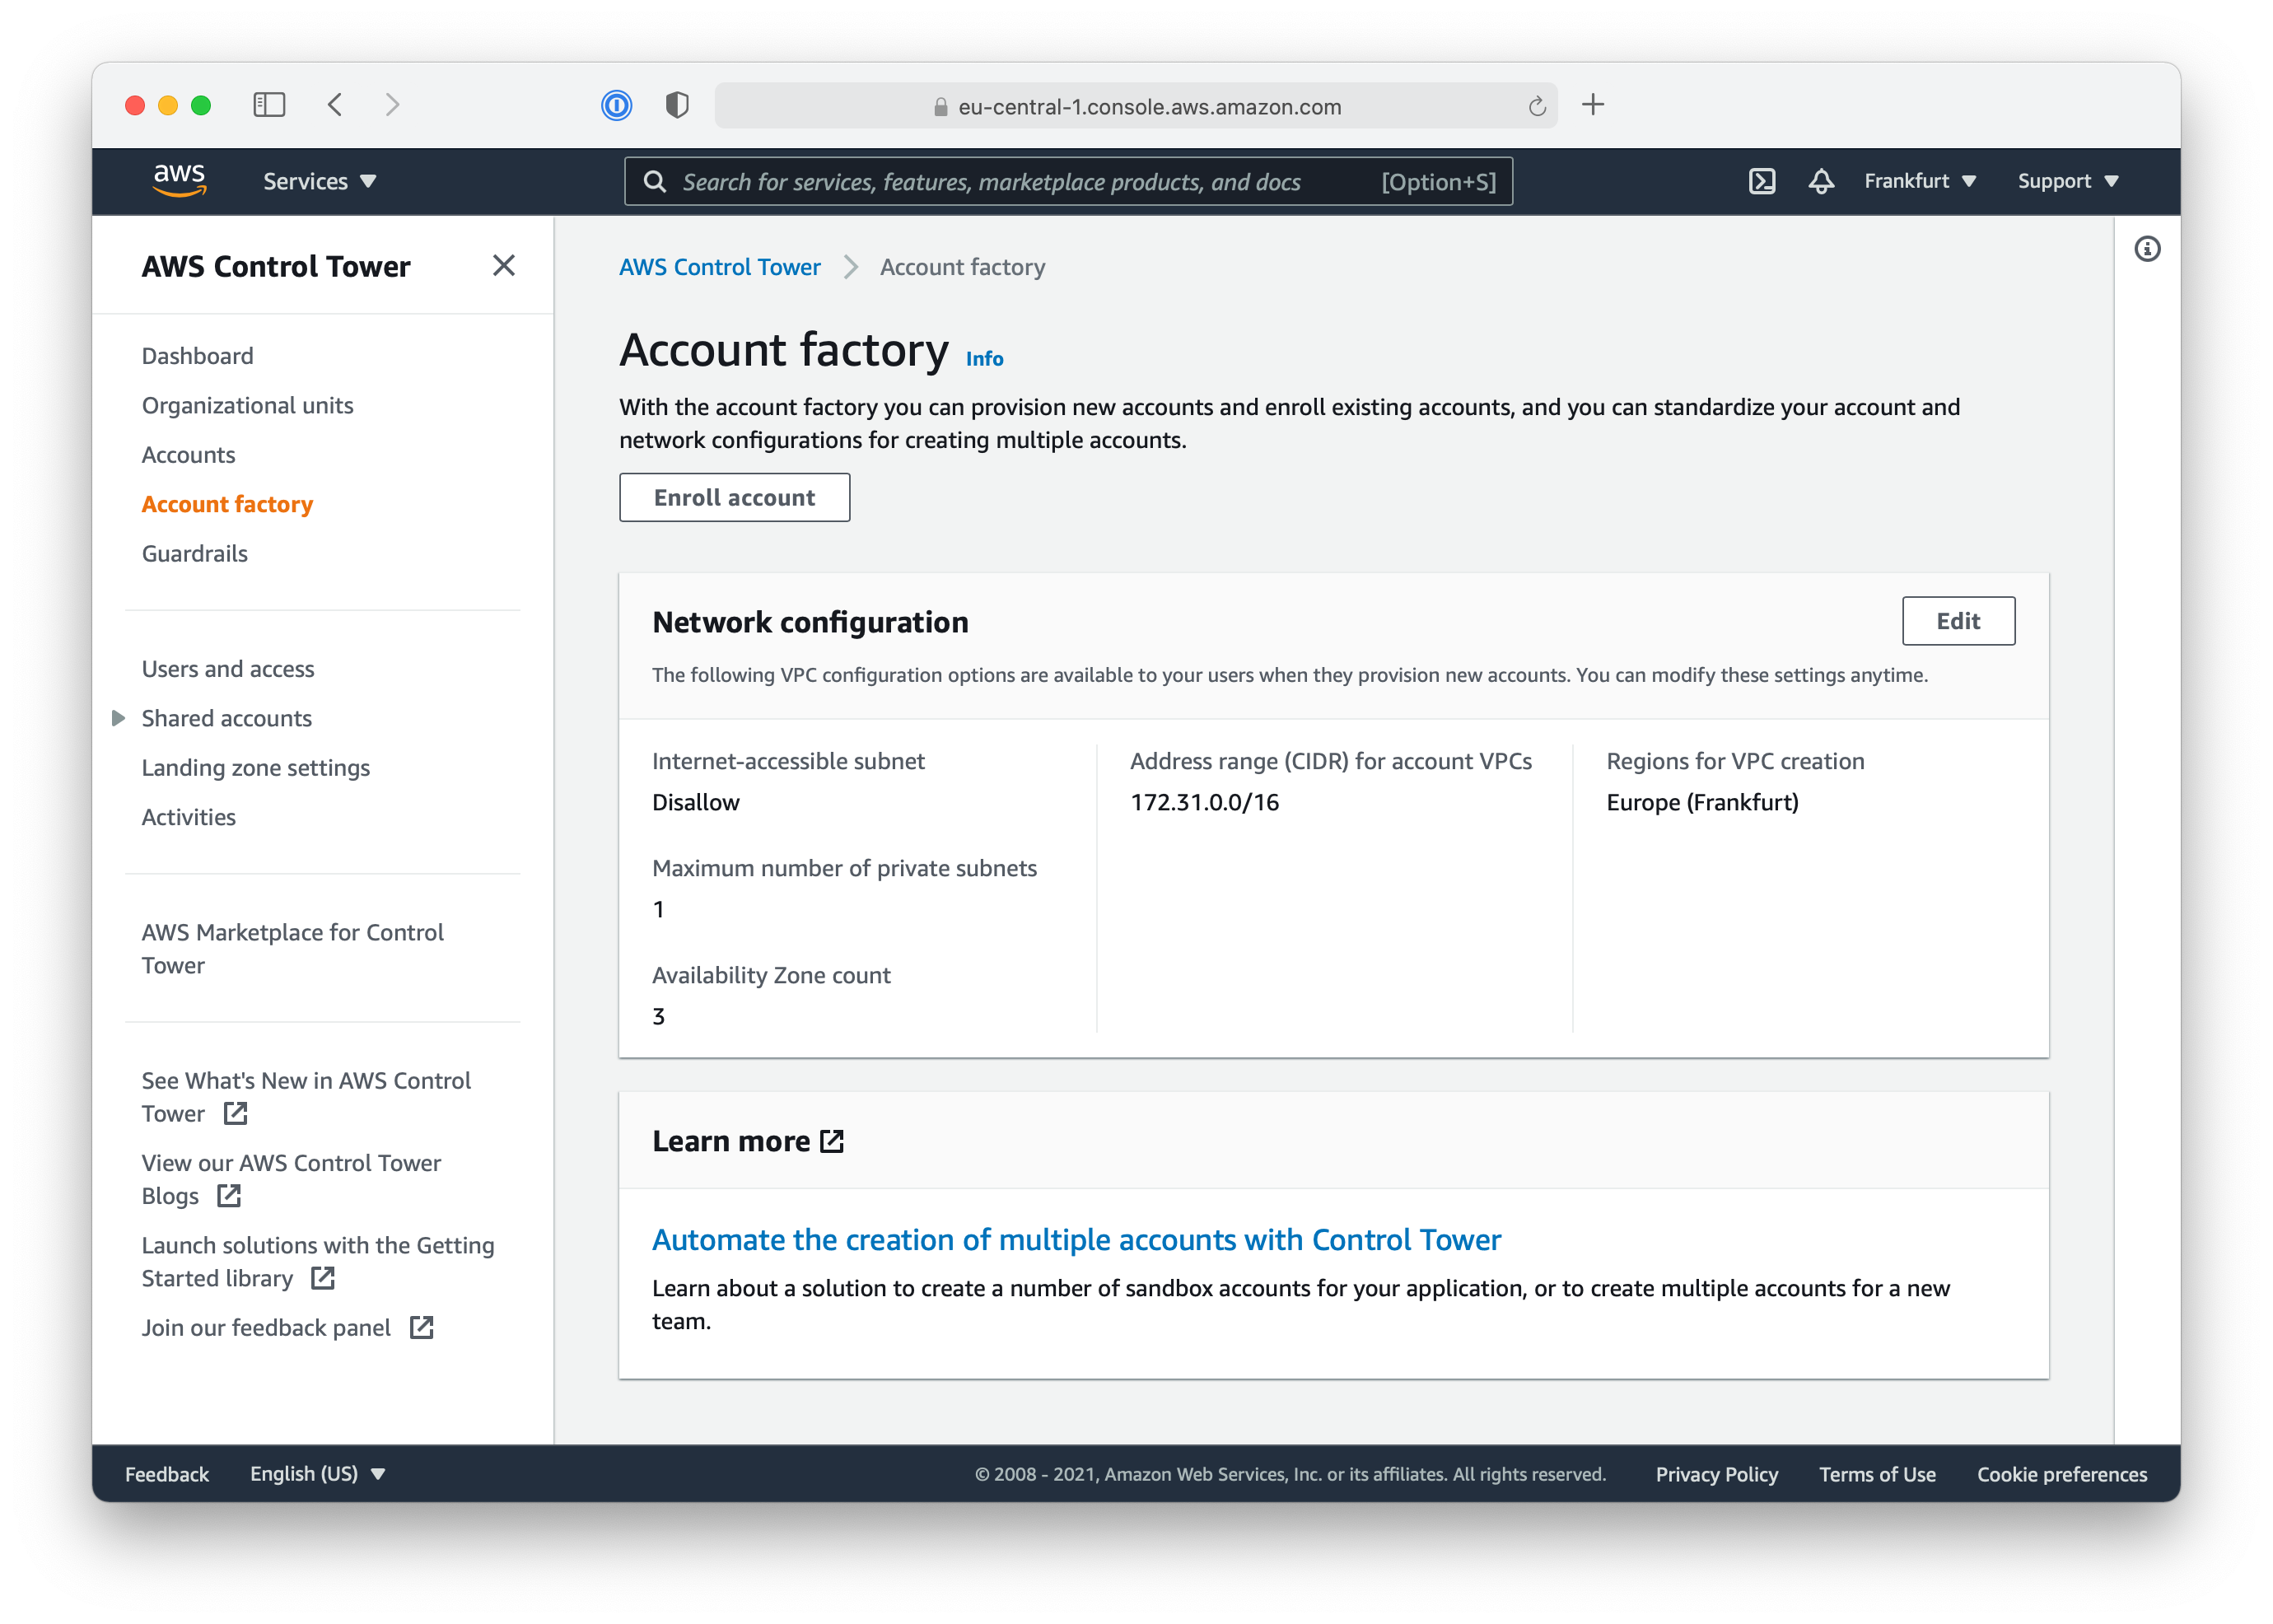 eu-central-1.console.aws.amazon.com
aws
Services
Search for services, features, marketplace products, and docs
[Option+S]
Frankfurt
Support
AWS Control Tower
Dashboard
Organizational units
Accounts
Account factory
Guardrails
Users and access
Shared accounts
Landing zone settings
Activities
AWS Marketplace for Control
Tower
See What's New in AWS Control
Tower
View our AWS Control Tower
Blogs
Launch solutions with the Getting
Started library
Join our feedback panel
AWS Control Tower
Account factory
Account factory
Info
With the account factory you can provision new accounts and enroll existing accounts, and you can standardize your account and
network configurations for creating multiple accounts.
Enroll account
Network configuration
Edit
The following VPC configuration options are available to your users when they provision new accounts. You can modify these settings anytime.
Internet-accessible subnet
Disallow
Maximum number of private subnets
1
Availability Zone count
3
Address range (CIDR) for account VPCs
172.31.0.0/16
Regions for VPC creation
Europe (Frankfurt)
Learn more
Automate the creation of multiple accounts with Control Tower
Learn about a solution to create a number of sandbox accounts for your application, or to create multiple accounts for a new
team.
Feedback
English (US)
© 2008 - 2021, Amazon Web Services, Inc. or its affiliates. All rights reserved.
Privacy Policy
Terms of Use
Cookie preferences